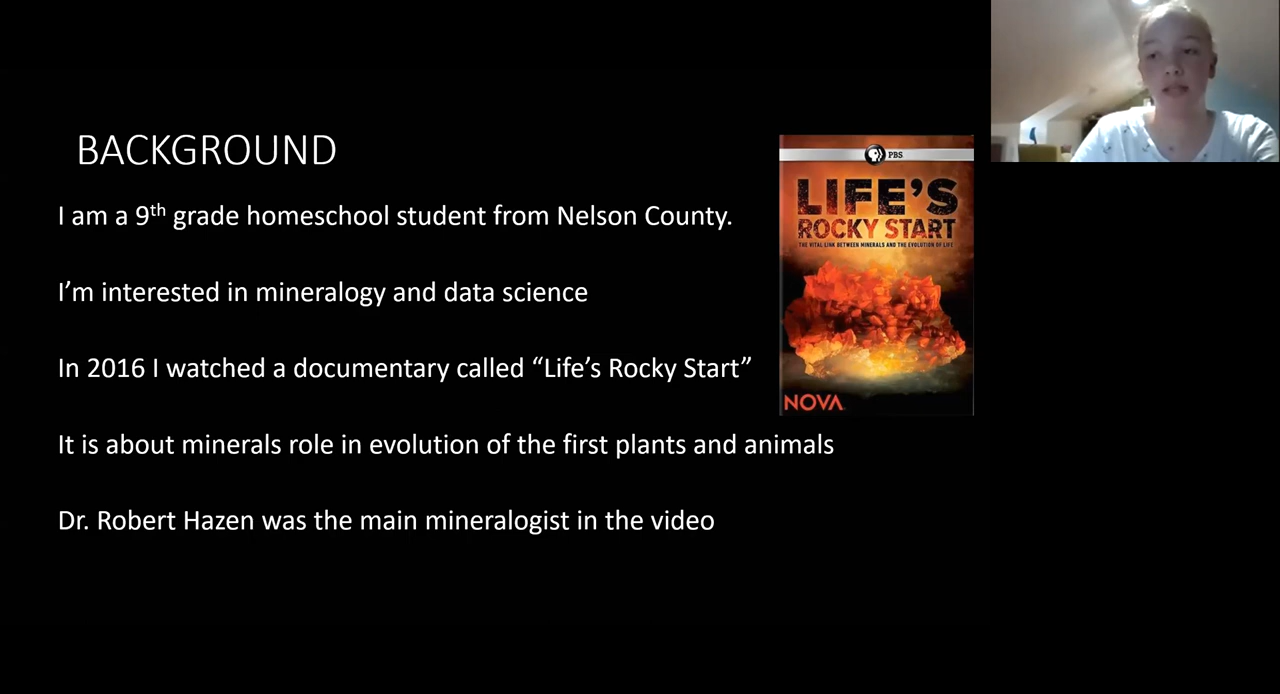 BACKGROUND
I am a 9th grade homeschool student from Nelson County.
I'm interested in mineralogy and data science
In 2016 I watched a documentary called “Life's Rocky Start”
It is about minerals role in evolution of the first plants and animals
Dr. Robert Hazen was the main mineralogist in the video
PBS
LIFE'S
ROCKY START
THE VITAL LINK BETWEEN MINERALS AND THE EVOLUTION OF LIFE
NOVA